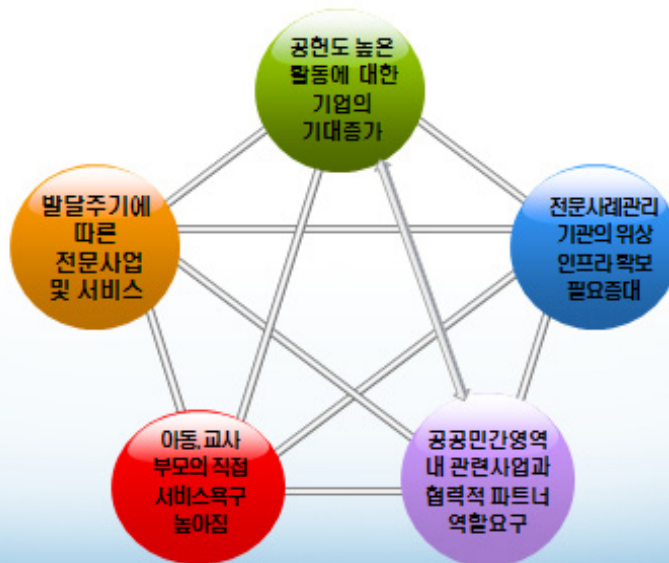 공헌도 높은
활동에 대한
기업의
기대증가
발달주기에
따른
전문사업
및 서비스
전문사례관리
기관의 위상
인프라 확보
필요증대
아동,교사
부모의 직접
서비스욕구
높아짐
공공민간영역
내 관련사업과
협력적 파트너
역할요구